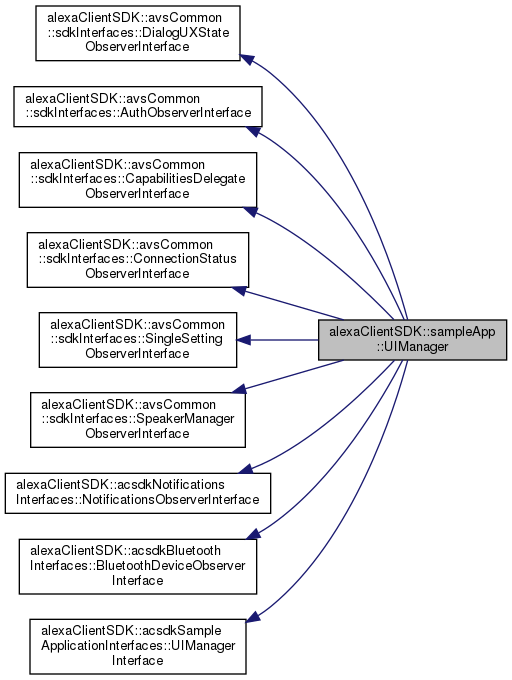 alexaClientSDK::avsCommon
::sdkInterfaces::DialogUXState
ObserverInterface
alexaClientSDK::avsCommon
::sdkInterfaces::AuthObserverInterface
alexaClientSDK::avsCommon
::sdkInterfaces::CapabilitiesDelegate
ObserverInterface
alexaClientSDK::avsCommon
::sdkInterfaces::ConnectionStatus
ObserverInterface
alexaClientSDK::avsCommon
::sdkInterfaces::SingleSetting
ObserverInterface
alexaClientSDK::sampleApp
::UIManager
alexaClientSDK::avsCommon
::sdkInterfaces::SpeakerManager
ObserverInterface
alexaClientSDK::acsdkNotifications
Interfaces::NotificationsObserverInterface
alexaClientSDK::acsdkBluetooth
Interfaces::BluetoothDeviceObserver
Interface
alexaClientSDK::acsdkSample
ApplicationInterfaces::UIManager
Interface